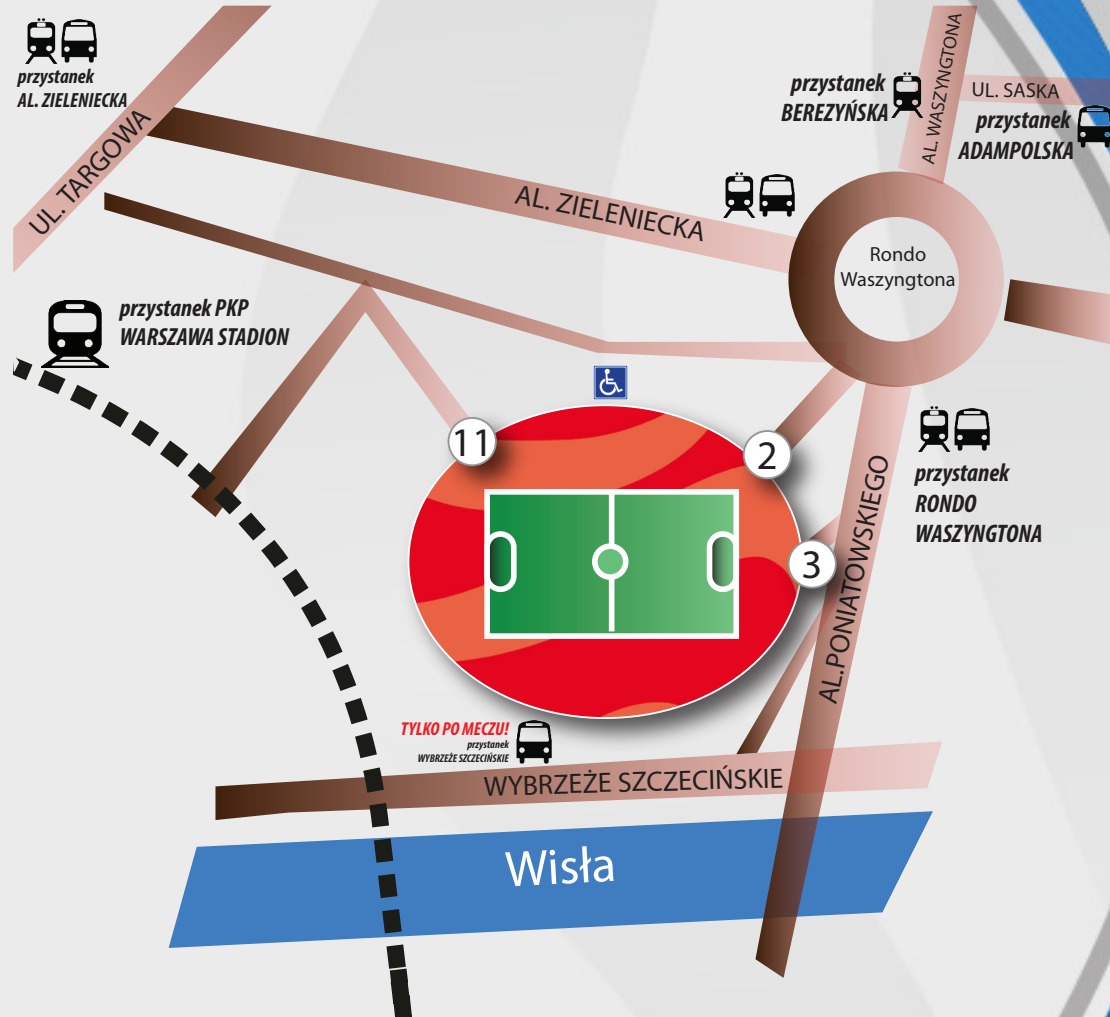 przystanek
AL. ZIELENIECKA
UL. TARGOWA
AL. ZIELENIECKA
przystanek
BEREZYŃSKA
AL. WASZYNGTONA
UL. SASKA
przystanek
ADAMPOLSKA
Rondo
Waszyngtona
przystanek PKP
WARSZAWA STADION
11
2
3
przystanek
RONDO
WASZYNGTONA
AL.PONIATOWSKIEGO
TYLKO PO MECZU!
przystanek
WYBRZEŻE SZCZECIŃSKIE
WYBRZEŻE SZCZECIŃSKIE
Wisła